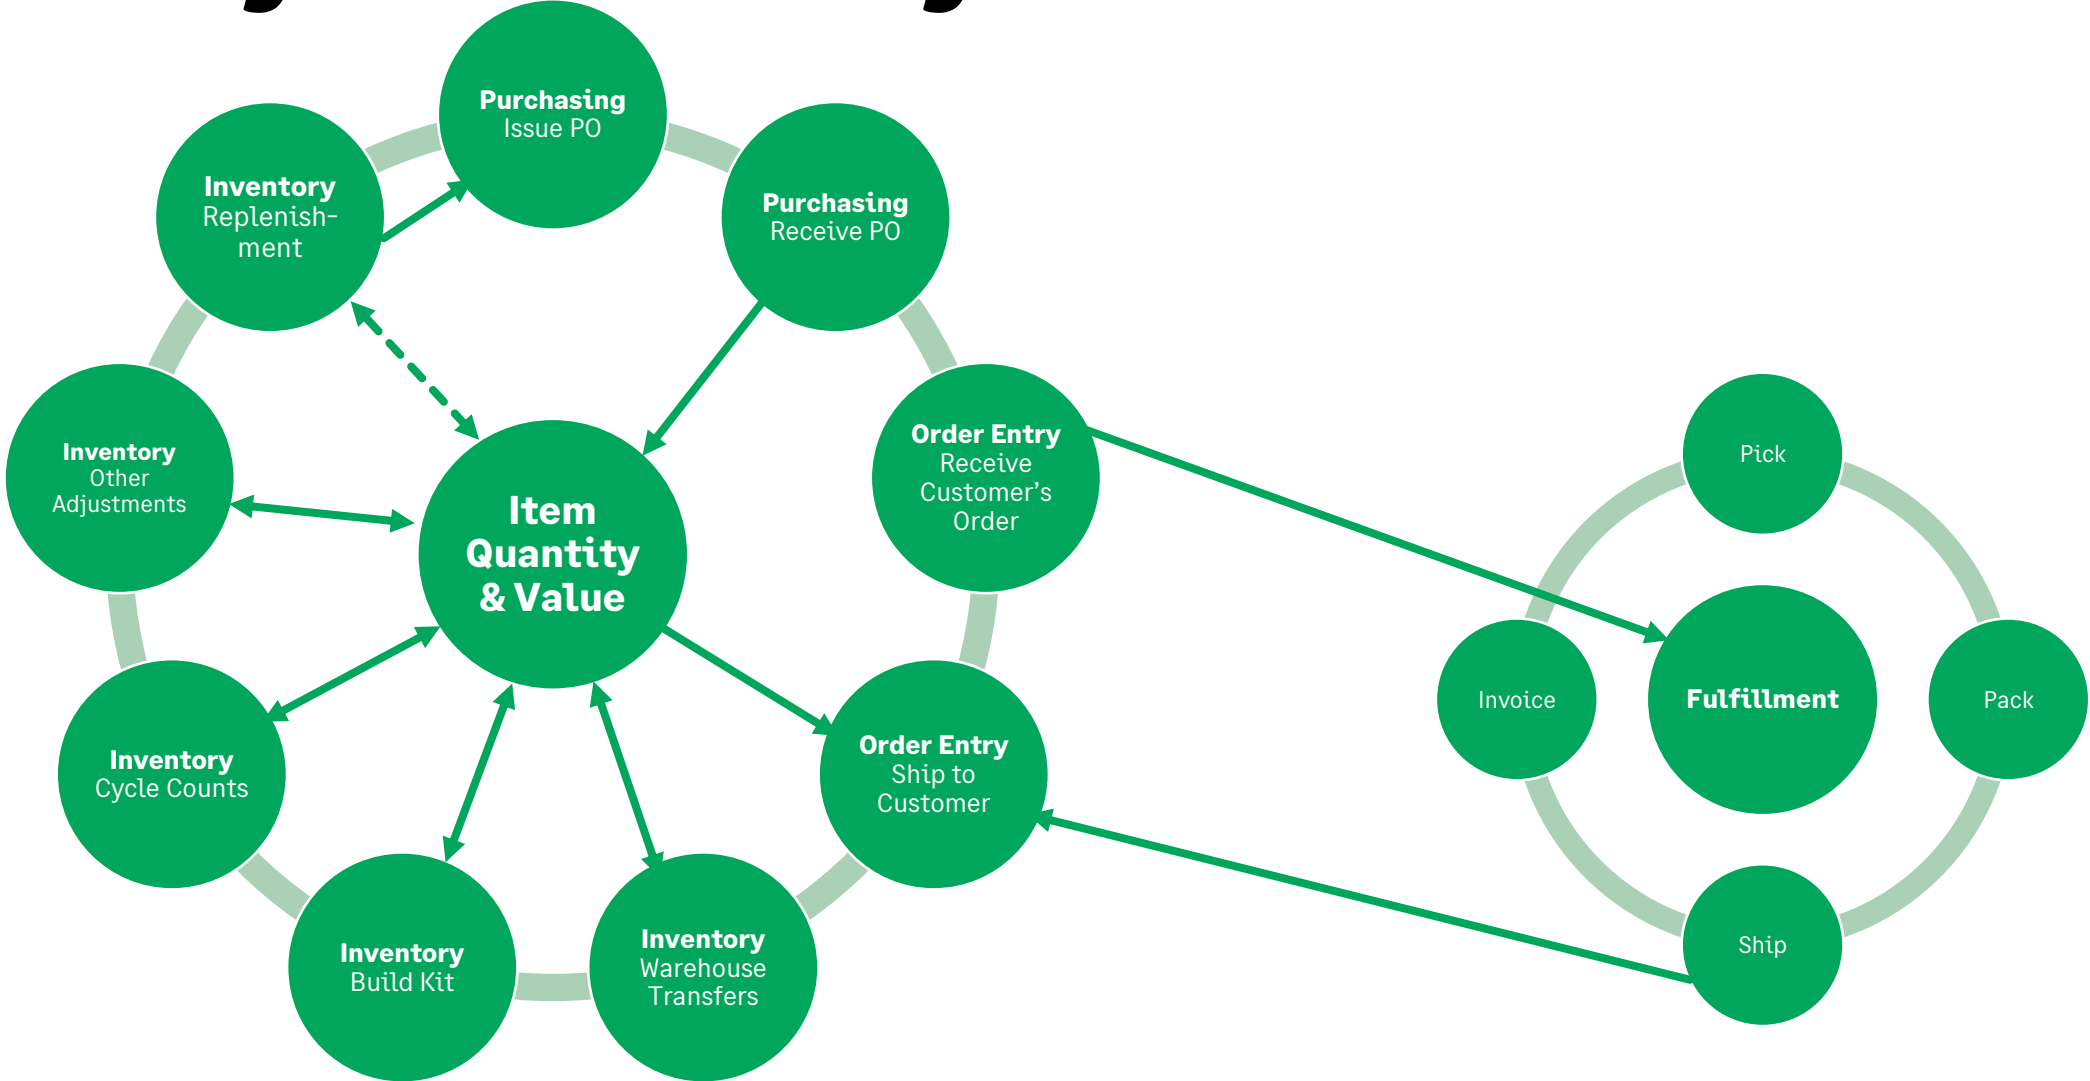 Purchasing
Issue PO
Purchasing
Receive PO
Order Entry
Receive
Customer’s
Order
Order Entry
Ship to
Customer
Inventory
Warehouse
Transfers
Inventory
Build Kit
Inventory
Cycle Counts
Inventory
Other
Adjustments
Inventory
Replenish-
ment
Item
Quantity
& Value
Pick
Pack
Ship
Invoice
Fulfillment